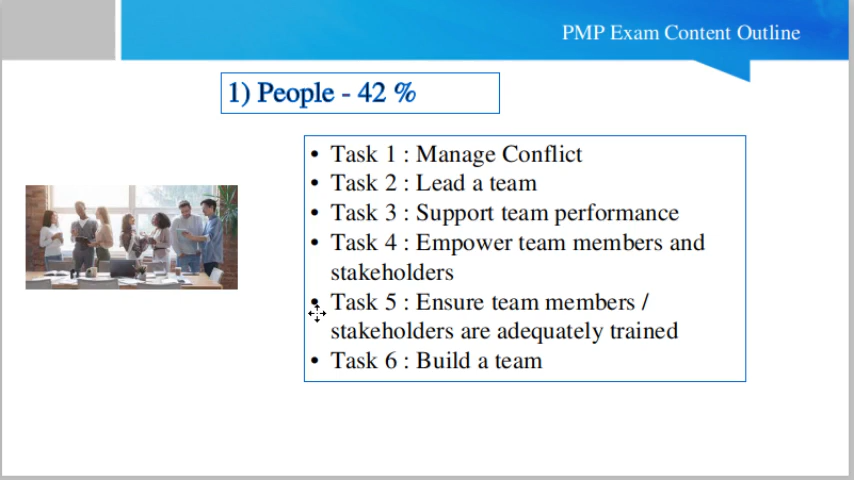 PMP Exam Content Outline
1) People - 42 %
• Task 1 : Manage Conflict
• Task 2 : Lead a team
• Task 3 : Support team performance
• Task 4 : Empower team members and
stakeholders
• Task 5 : Ensure team members /
stakeholders are adequately trained
• Task 6 : Build a team